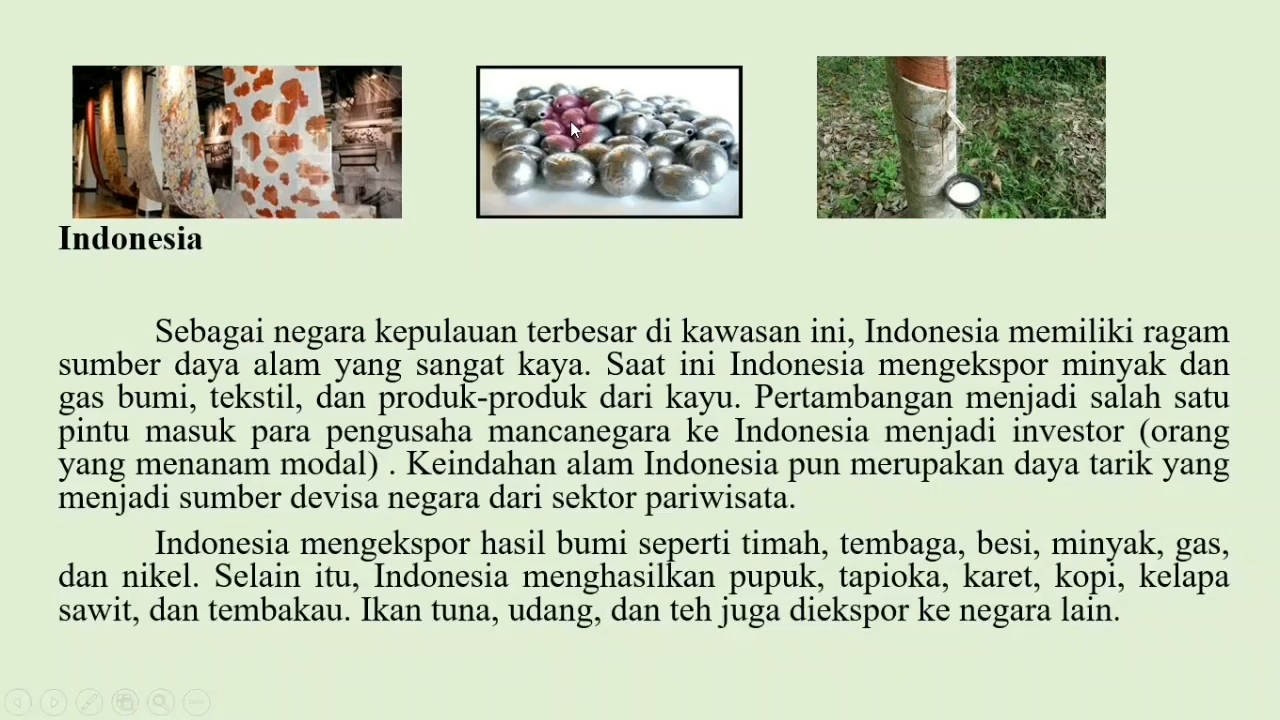 Indonesia
Sebagai negara kepulauan terbesar di kawasan ini, Indonesia memiliki ragam
sumber daya alam yang sangat kaya. Saat ini Indonesia mengekspor minyak dan
gas bumi, tekstil, dan produk-produk dari kayu. Pertambangan menjadi salah satu
pintu masuk para pengusaha mancanegara ke Indonesia menjadi investor (orang
yang menanam modal) . Keindahan alam Indonesia pun merupakan daya tarik yang
menjadi sumber devisa negara dari sektor pariwisata.
Indonesia mengekspor hasil bumi seperti timah, tembaga, besi, minyak, gas,
dan nikel. Selain itu, Indonesia menghasilkan pupuk, tapioka, karet, kopi, kelapa
sawit, dan tembakau. Ikan tuna, udang, dan teh juga diekspor ke negara lain.